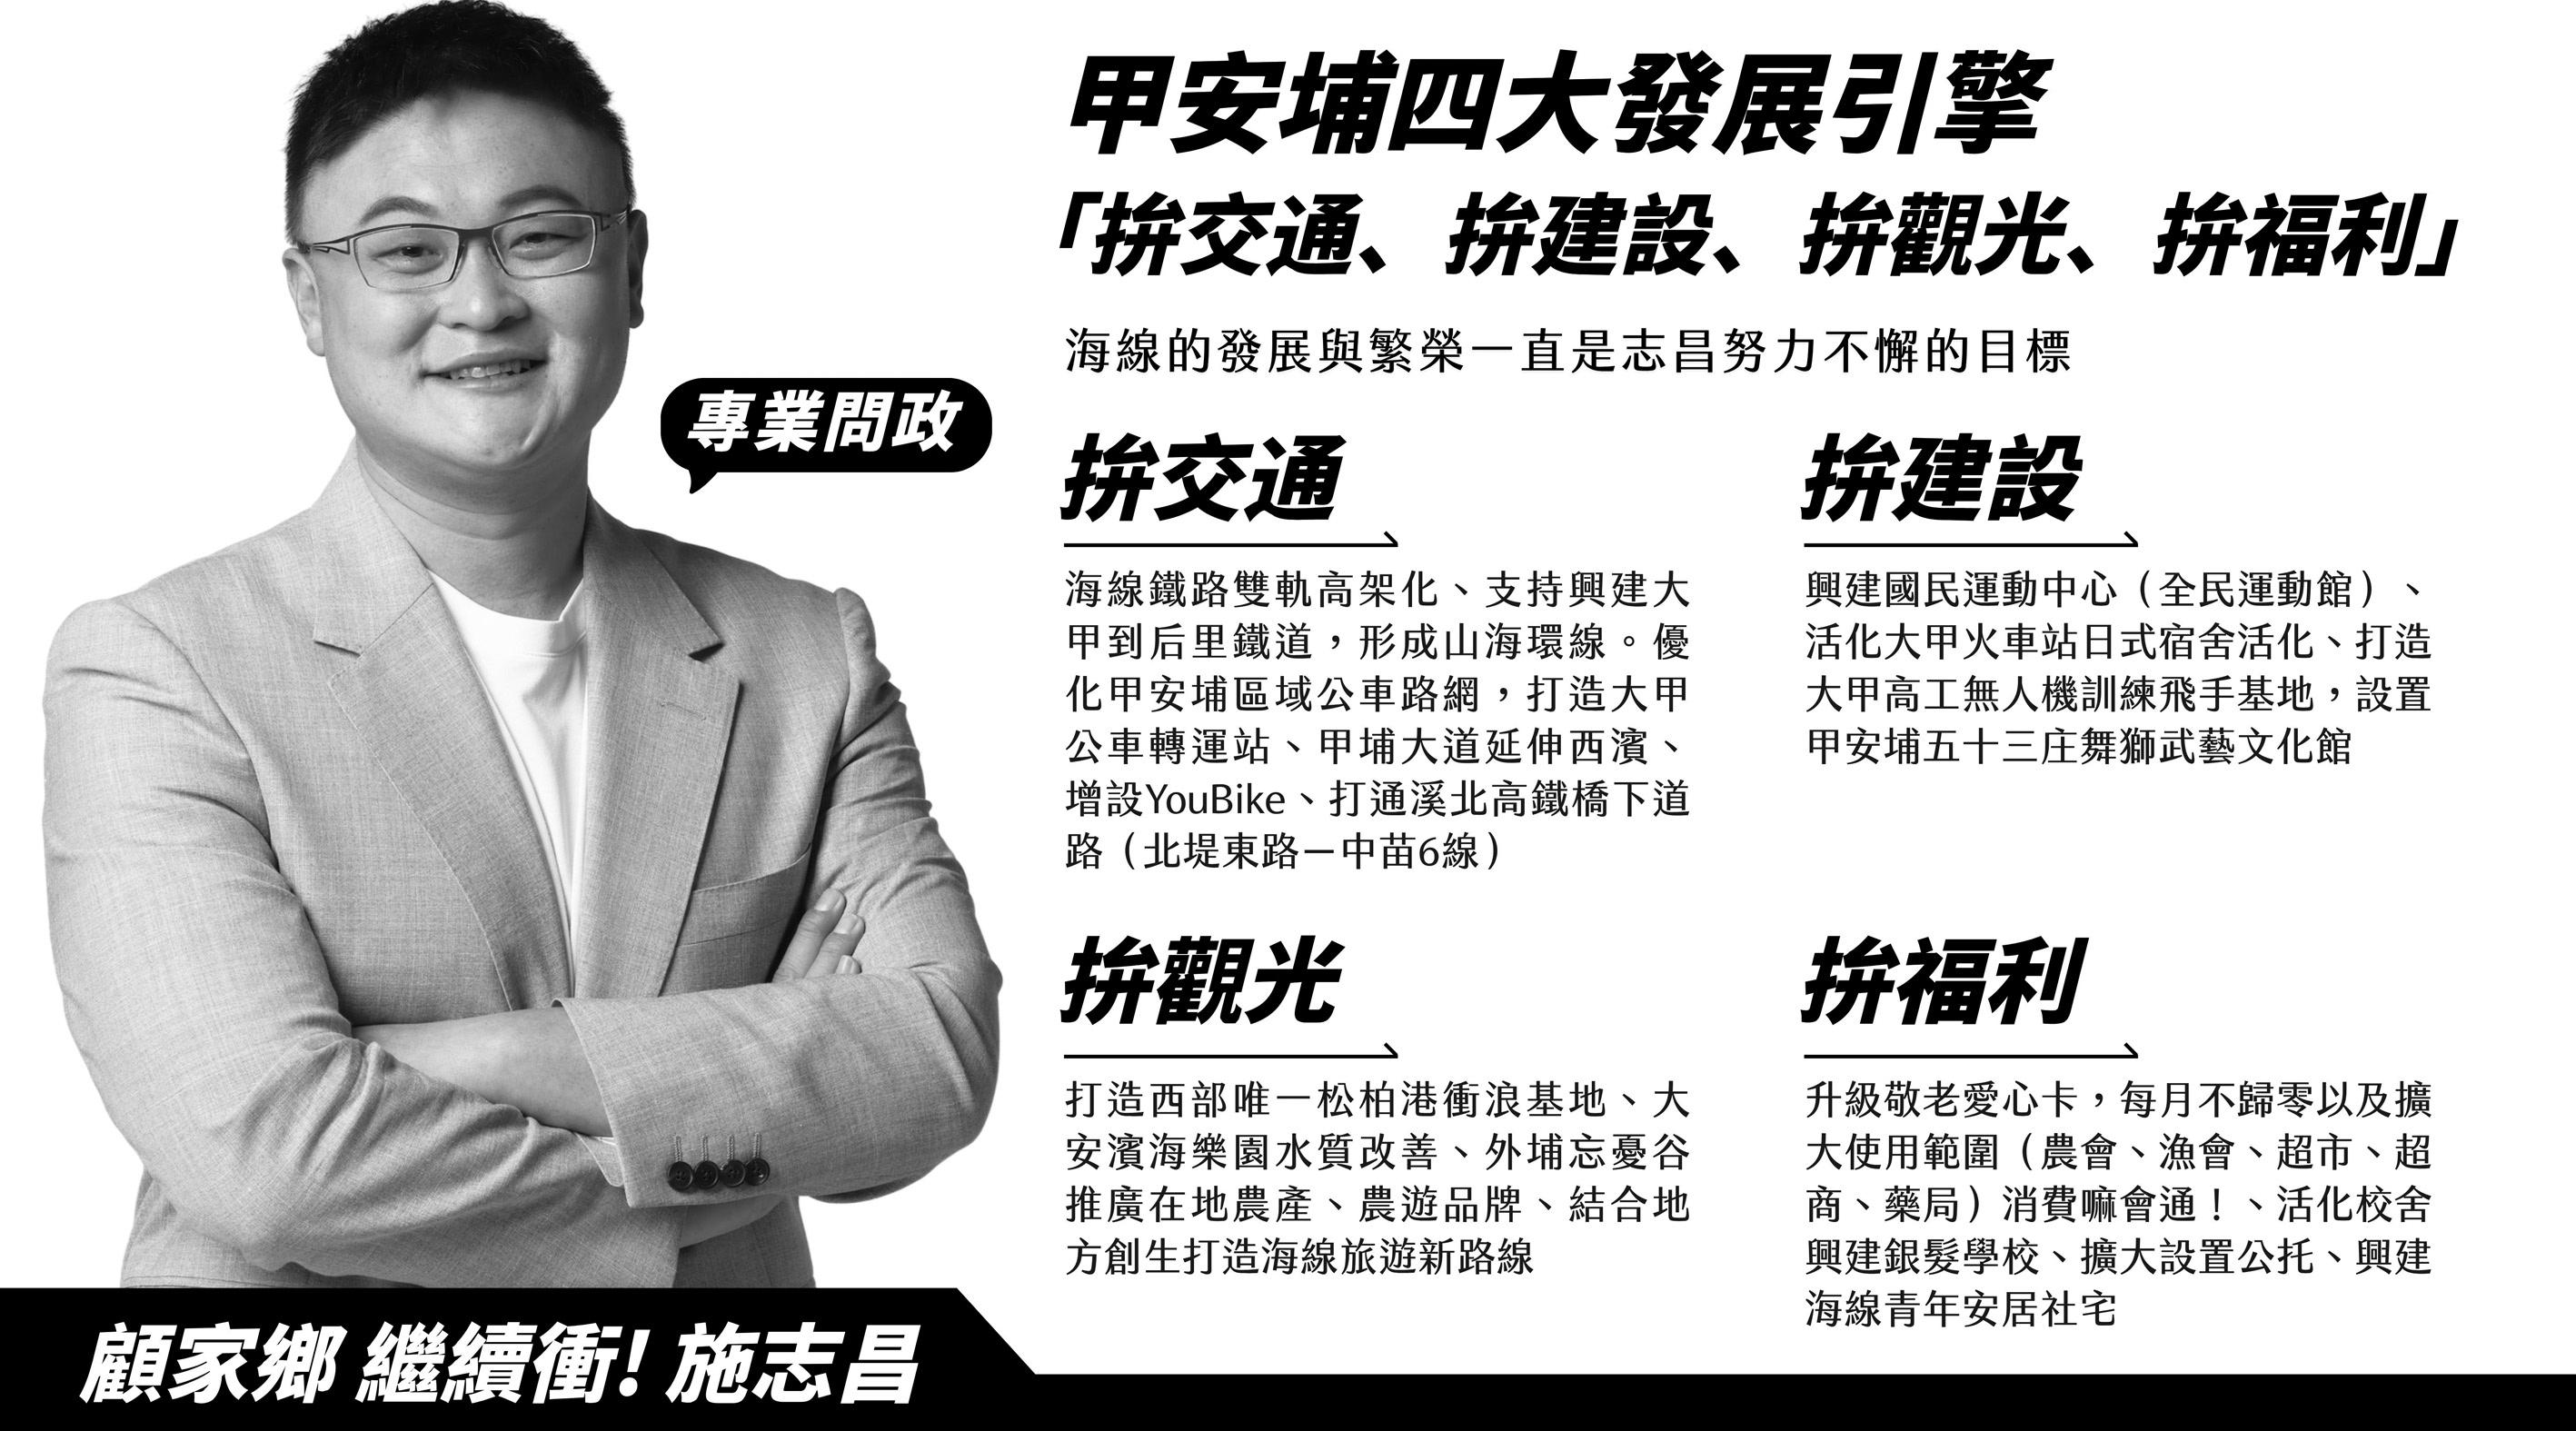 甲安埔四大發展引擎
「拚交通、拚建設、拚觀光、拚福利」
海線的發展與繁榮一直是志昌努力不懈的目標
專業問政
拚交通
海線鐵路雙軌高架化、支持興建大
甲到后里鐵道，形成山海環線。優
化甲安埔區域公車路網，打造大甲
公車轉運站、甲埔大道延伸西濱、
增設YouBike、打通溪北高鐵橋下道
路（北堤東路－中苗6線）
拚建設
興建國民運動中心（全民運動館）、
活化大甲火車站日式宿舍活化、打造
大甲高工無人機訓練飛手基地，設置
甲安埔五十三庄舞獅武藝文化館
拚觀光
打造西部唯一松柏港衝浪基地、大
安濱海樂園水質改善、外埔忘憂谷
推廣在地農產、農遊品牌、結合地
方創生打造海線旅遊新路線
拚福利
升級敬老愛心卡，每月不歸零以及擴
大使用範圍（農會、漁會、超市、超
商、藥局）消費嘛會通！、活化校舍
興建銀髮學校、擴大設置公托、興建
海線青年安居社宅
顧家鄉 繼續衝! 施志昌